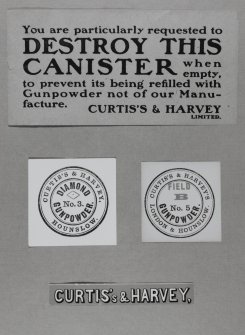 You are particularly requested to
DESTROY THIS
CANISTER when
empty,
to prevent its being refilled with
Gunpowder not of our Manu-
facture. CURTIS'S & HARVEY
LIMITED.
CURTIS'S & HARVEY,
DIAMOND
No. 3.
GUNPOWDER.
HOUNSLOW.
CURTIS'S & HARVEY'S
FIELD
B
No. 5
GUNPOWDER.
LONDON & HOUNSLOW.
CURTIS'S & HARVEY,